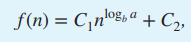 f(n) = C₁n^{log_b a} + C₂,